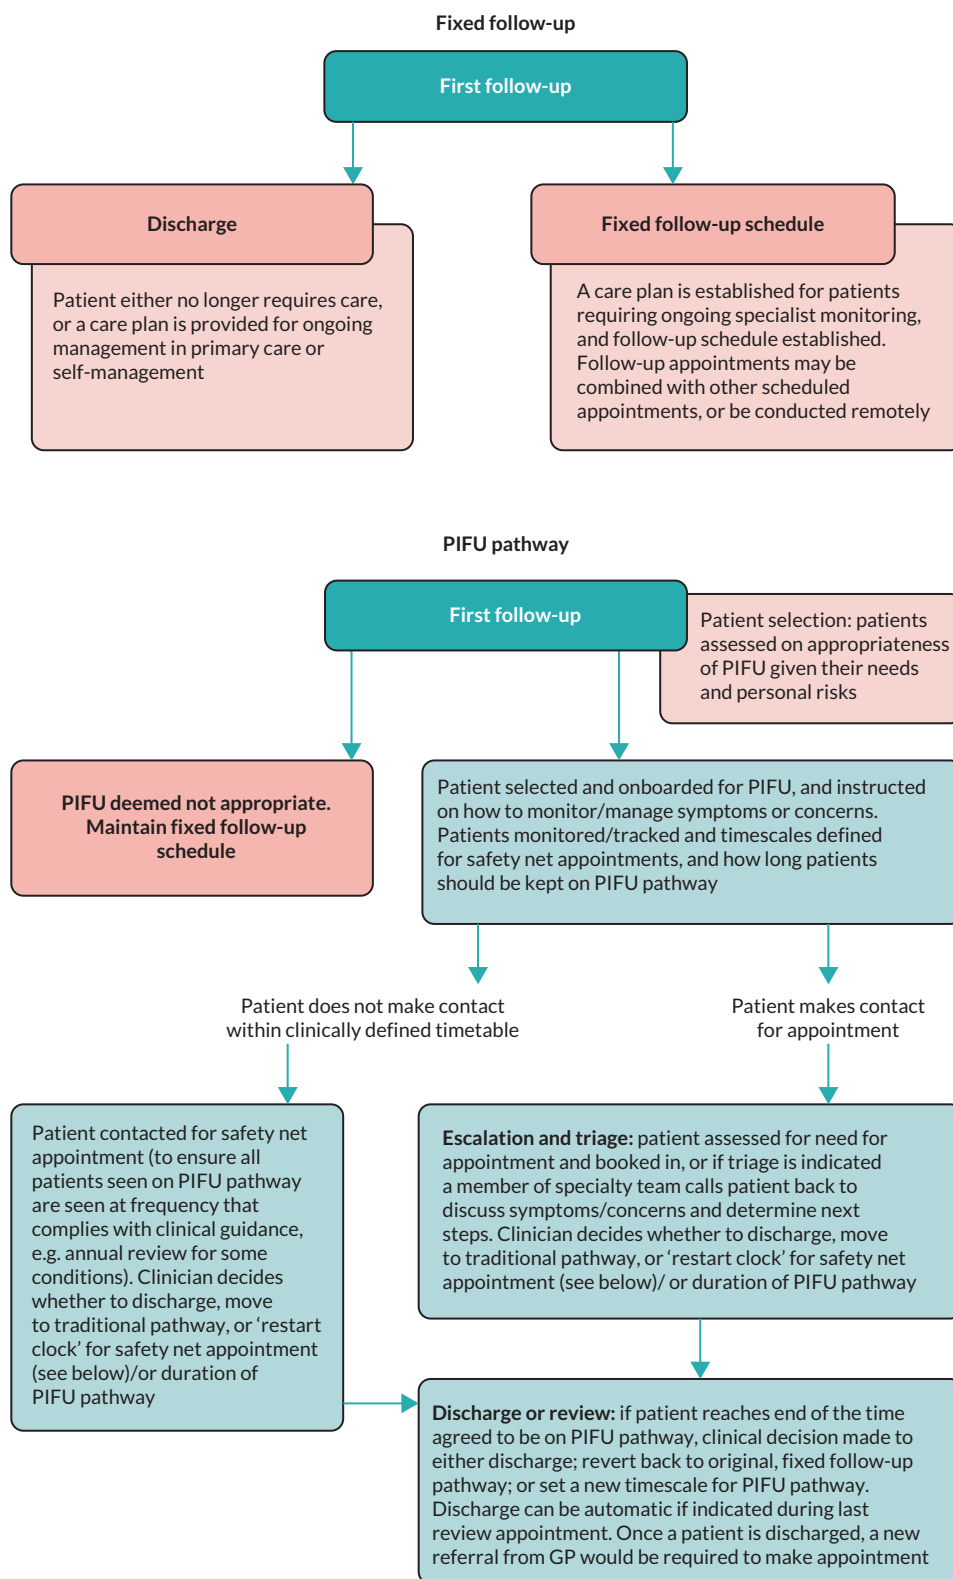 Fixed follow-up
First follow-up
Discharge
Patient either no longer requires care,
or a care plan is provided for ongoing
management in primary care or
self-management
Fixed follow-up schedule
A care plan is established for patients
requiring ongoing specialist monitoring,
and follow-up schedule established.
Follow-up appointments may be
combined with other scheduled
appointments, or be conducted remotely
PIFU pathway
First follow-up
Patient selection: patients
assessed on appropriateness
of PIFU given their needs
and personal risks
PIFU deemed not appropriate.
Maintain fixed follow-up
schedule
Patient selected and onboarded for PIFU, and instructed
on how to monitor/manage symptoms or concerns.
Patients monitored/tracked and timescales defined
for safety net appointments, and how long patients
should be kept on PIFU pathway
Patient does not make contact
within clinically defined timetable
Patient makes contact
for appointment
Patient contacted for safety net
appointment (to ensure all
patients seen on PIFU pathway
are seen at frequency that
complies with clinical guidance,
e.g. annual review for some
conditions). Clinician decides
whether to discharge, move
to traditional pathway, or ‘restart
clock’ for safety net appointment
(see below)/or duration of
PIFU pathway
Escalation and triage: patient assessed for need for
appointment and booked in, or if triage is indicated
a member of specialty team calls patient back to
discuss symptoms/concerns and determine next
steps. Clinician decides whether to discharge, move
to traditional pathway, or ‘restart clock’ for safety net
appointment (see below)/ or duration of PIFU pathway
Discharge or review: if patient reaches end of the time
agreed to be on PIFU pathway, clinical decision made to
either discharge; revert back to original, fixed follow-up
pathway; or set a new timescale for PIFU pathway.
Discharge can be automatic if indicated during last
review appointment. Once a patient is discharged, a new
referral from GP would be required to make appointment